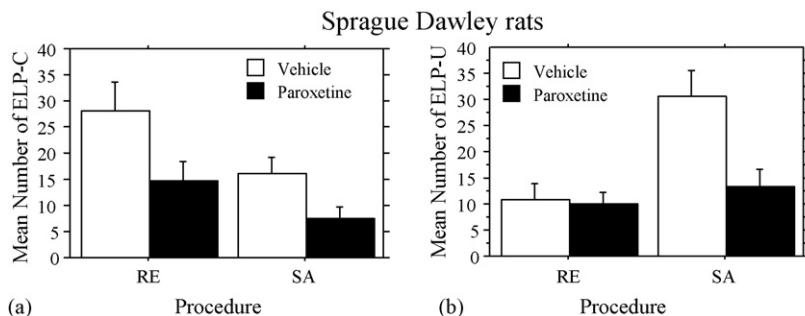 Sprague Dawley rats
Mean Number of ELP-C
40
35
30
25
20
15
10
5
0
Vehicle
Paroxetine
RE
SA
(a)
Procedure
Mean Number of ELP-U
40
35
30
25
20
15
10
5
0
Vehicle
Paroxetine
RE
SA
(b)
Procedure